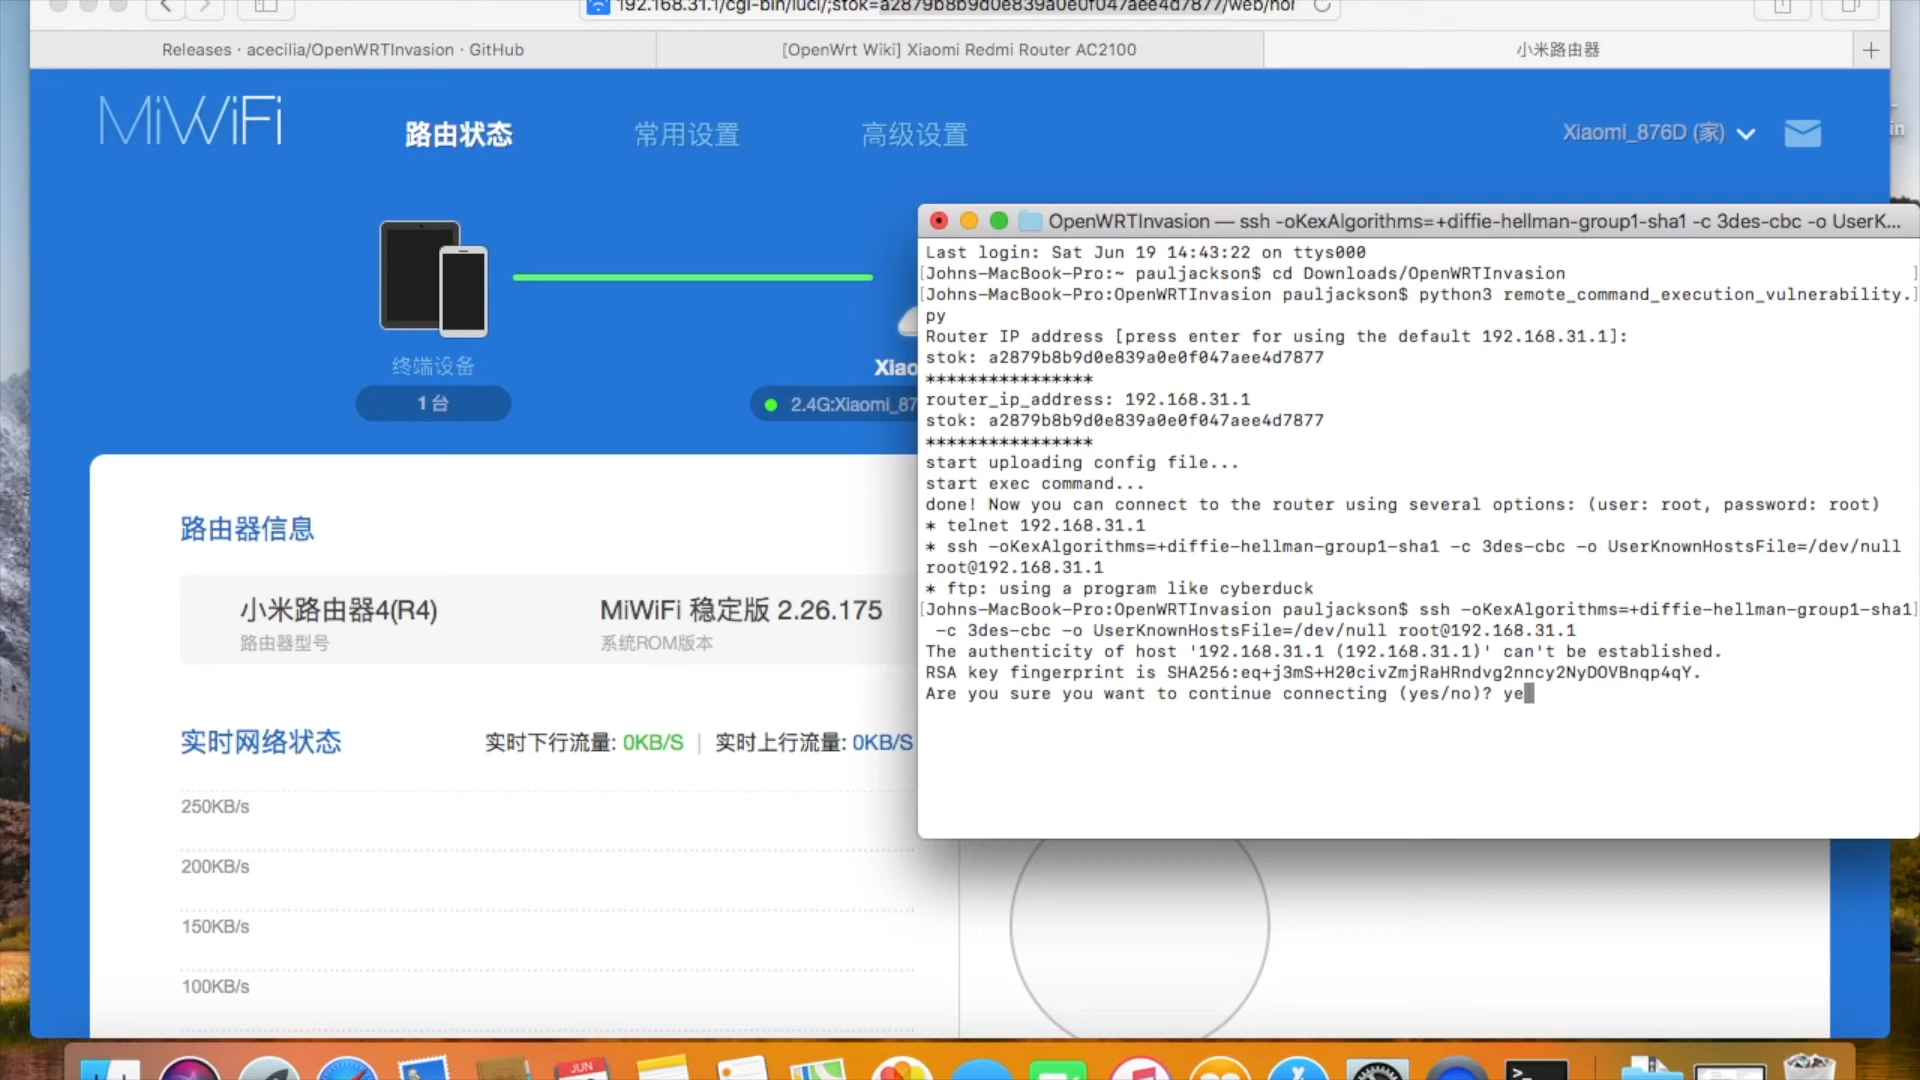 192.168.31.1/cgi-bin/luci/;stok=a2879b8b9d0e839a0e0f047aee4d7877/web/hor
Releases · acecilia/OpenWRTInvasion · GitHub
[OpenWrt Wiki] Xiaomi Redmi Router AC2100
小米路由器
MiWiFi
路由状态
常用设置
高级设置
Xiaomi_876D (家)
in
终端设备
1 台
Xiao
2.4G:Xiaomi_87
路由器信息
小米路由器4(R4)
路由器型号
MiWiFi 稳定版 2.26.175
系统ROM版本
实时网络状态
实时下行流量: 0KB/S | 实时上行流量: 0KB/S
250KB/s
200KB/s
150KB/s
100KB/s
OpenWRTInvasion — ssh -oKexAlgorithms=+diffie-hellman-group1-sha1 -c 3des-cbc -o UserK...
Last login: Sat Jun 19 14:43:22 on ttys000
[Johns-MacBook-Pro:~ pauljackson$ cd Downloads/OpenWRTInvasion ]
[Johns-MacBook-Pro:OpenWRTInvasion pauljackson$ python3 remote_command_execution_vulnerability.]
py
Router IP address [press enter for using the default 192.168.31.1]:
stok: a2879b8b9d0e839a0e0f047aee4d7877
****************
router_ip_address: 192.168.31.1
stok: a2879b8b9d0e839a0e0f047aee4d7877
****************
start uploading config file...
start exec command...
done! Now you can connect to the router using several options: (user: root, password: root)
* telnet 192.168.31.1
* ssh -oKexAlgorithms=+diffie-hellman-group1-sha1 -c 3des-cbc -o UserKnownHostsFile=/dev/null
root@192.168.31.1
* ftp: using a program like cyberduck
[Johns-MacBook-Pro:OpenWRTInvasion pauljackson$ ssh -oKexAlgorithms=+diffie-hellman-group1-sha1]
-c 3des-cbc -o UserKnownHostsFile=/dev/null root@192.168.31.1
The authenticity of host '192.168.31.1 (192.168.31.1)' can't be established.
RSA key fingerprint is SHA256:eq+j3mS+H20civZmjRaHRndvg2nncy2NyDOVBnqp4qY.
Are you sure you want to continue connecting (yes/no)? ye
JUN